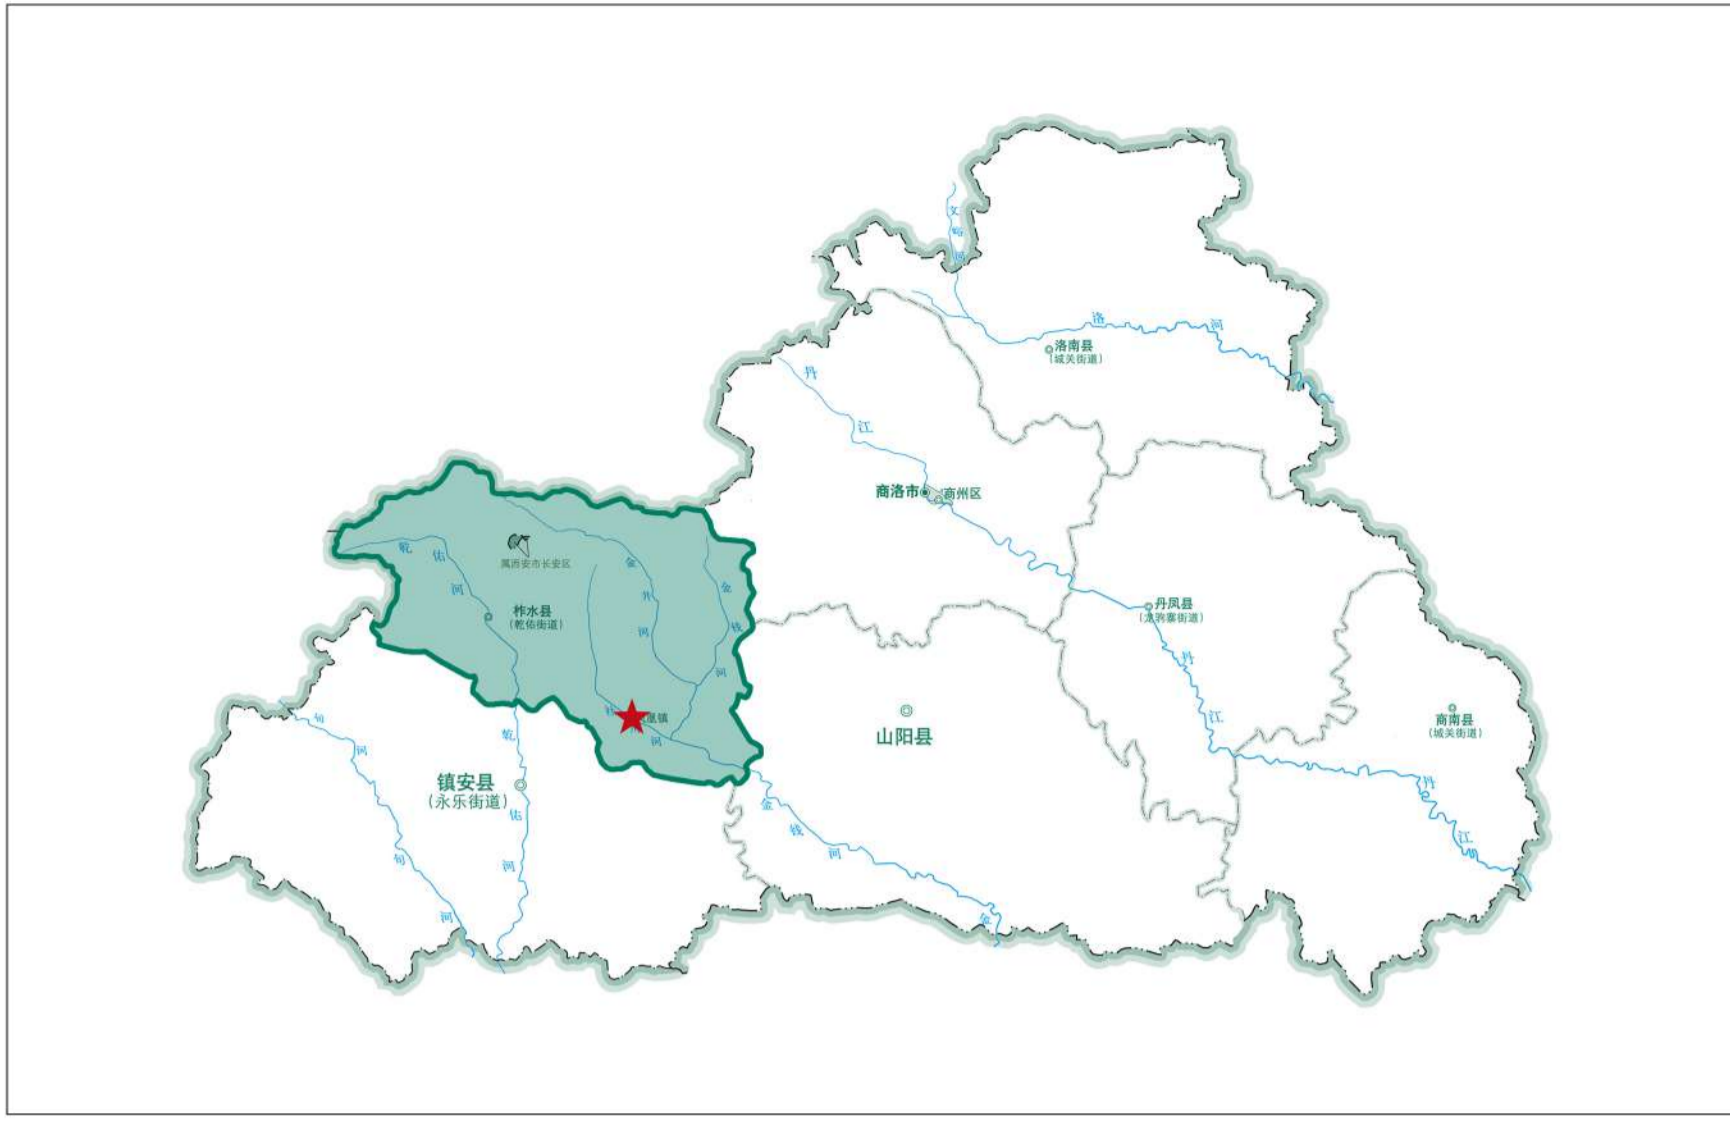 文峪河
洛河
洛南县
(城关街道)
丹江
商洛市
商州区
乾佑河
属西安市长安区
金井河
金钱河
柞水县
(乾佑街道)
丹凤县
(龙驹寨街道)
丹江
凰镇
河
山阳县
商南县
(城关街道)
旬河
乾佑河
镇安县
(永乐街道)
金钱河
丹江
旬河
金